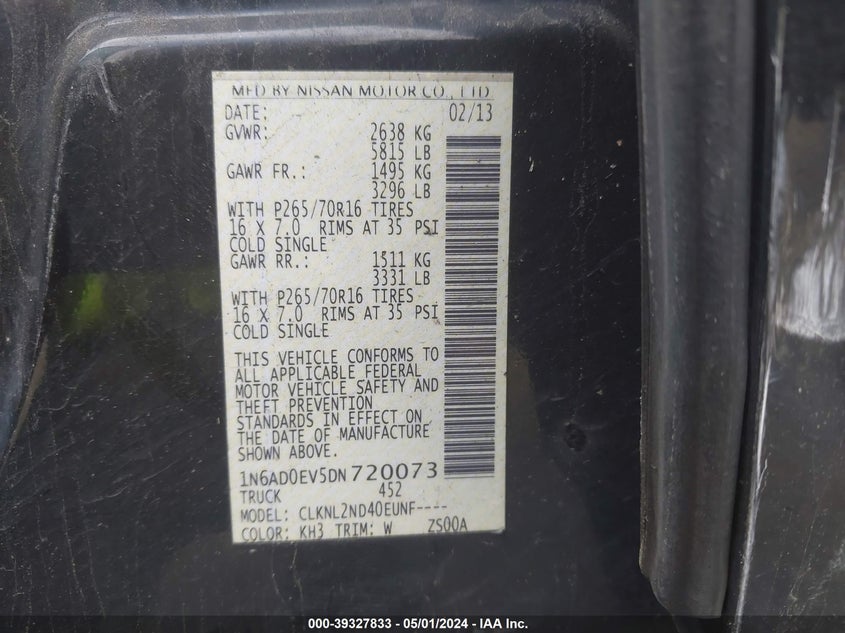 MFD BY NISSAN MOTOR CO., LTD.
DATE: 02/13
GVWR: 2638 KG
5815 LB
GAWR FR.: 1495 KG
3296 LB
WITH P265/70R16 TIRES
16 X 7.0 RIMS AT 35 PSI
COLD SINGLE
GAWR RR.: 1511 KG
3331 LB
WITH P265/70R16 TIRES
16 X 7.0 RIMS AT 35 PSI
COLD SINGLE
THIS VEHICLE CONFORMS TO
ALL APPLICABLE FEDERAL
MOTOR VEHICLE SAFETY AND
THEFT PREVENTION
STANDARDS IN EFFECT ON
THE DATE OF MANUFACTURE
SHOWN ABOVE.
1N6AD0EV5DN720073
TRUCK 452
MODEL: CLKNL2ND40EUNF----
COLOR: KH3 TRIM: W ZS00A
000-39327833 - 05/01/2024 - IAA Inc.